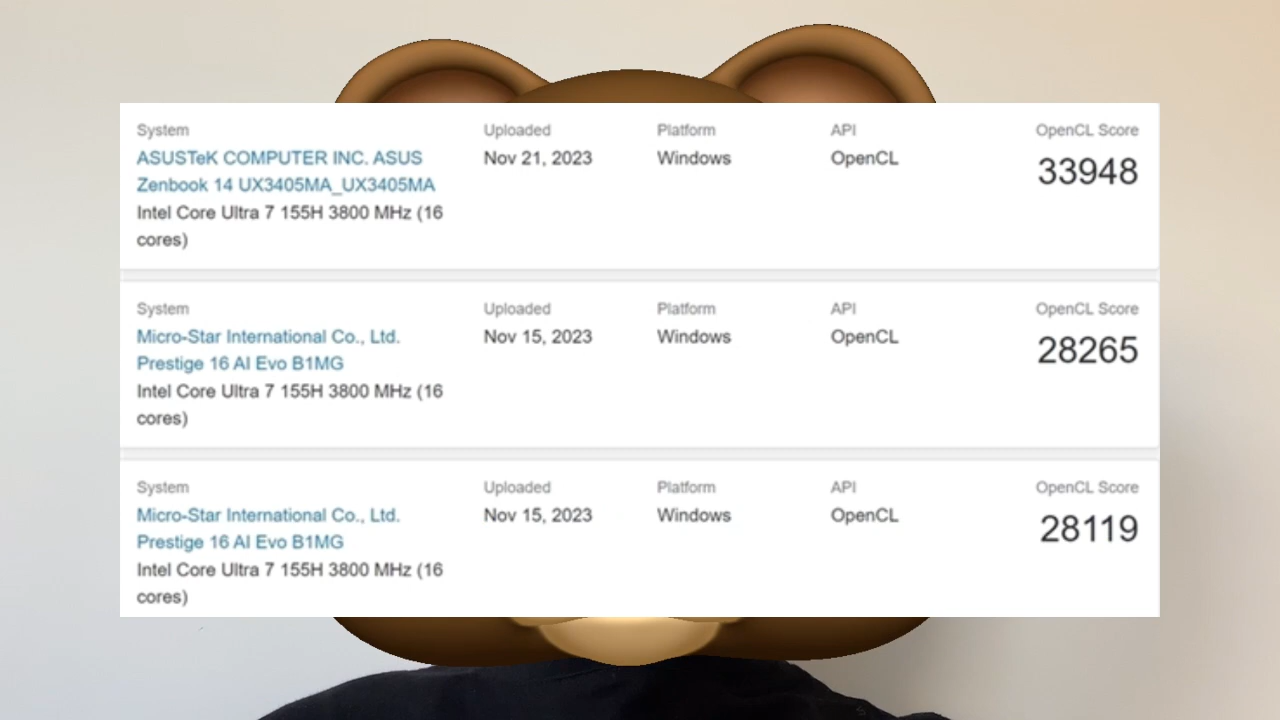 System Uploaded Platform API OpenCL Score
ASUSTeK COMPUTER INC. ASUS Nov 21, 2023 Windows OpenCL 33948
Zenbook 14 UX3405MA_UX3405MA
Intel Core Ultra 7 155H 3800 MHz (16
cores)
System Uploaded Platform API OpenCL Score
Micro-Star International Co., Ltd. Nov 15, 2023 Windows OpenCL 28265
Prestige 16 AI Evo B1MG
Intel Core Ultra 7 155H 3800 MHz (16
cores)
System Uploaded Platform API OpenCL Score
Micro-Star International Co., Ltd. Nov 15, 2023 Windows OpenCL 28119
Prestige 16 AI Evo B1MG
Intel Core Ultra 7 155H 3800 MHz (16
cores)